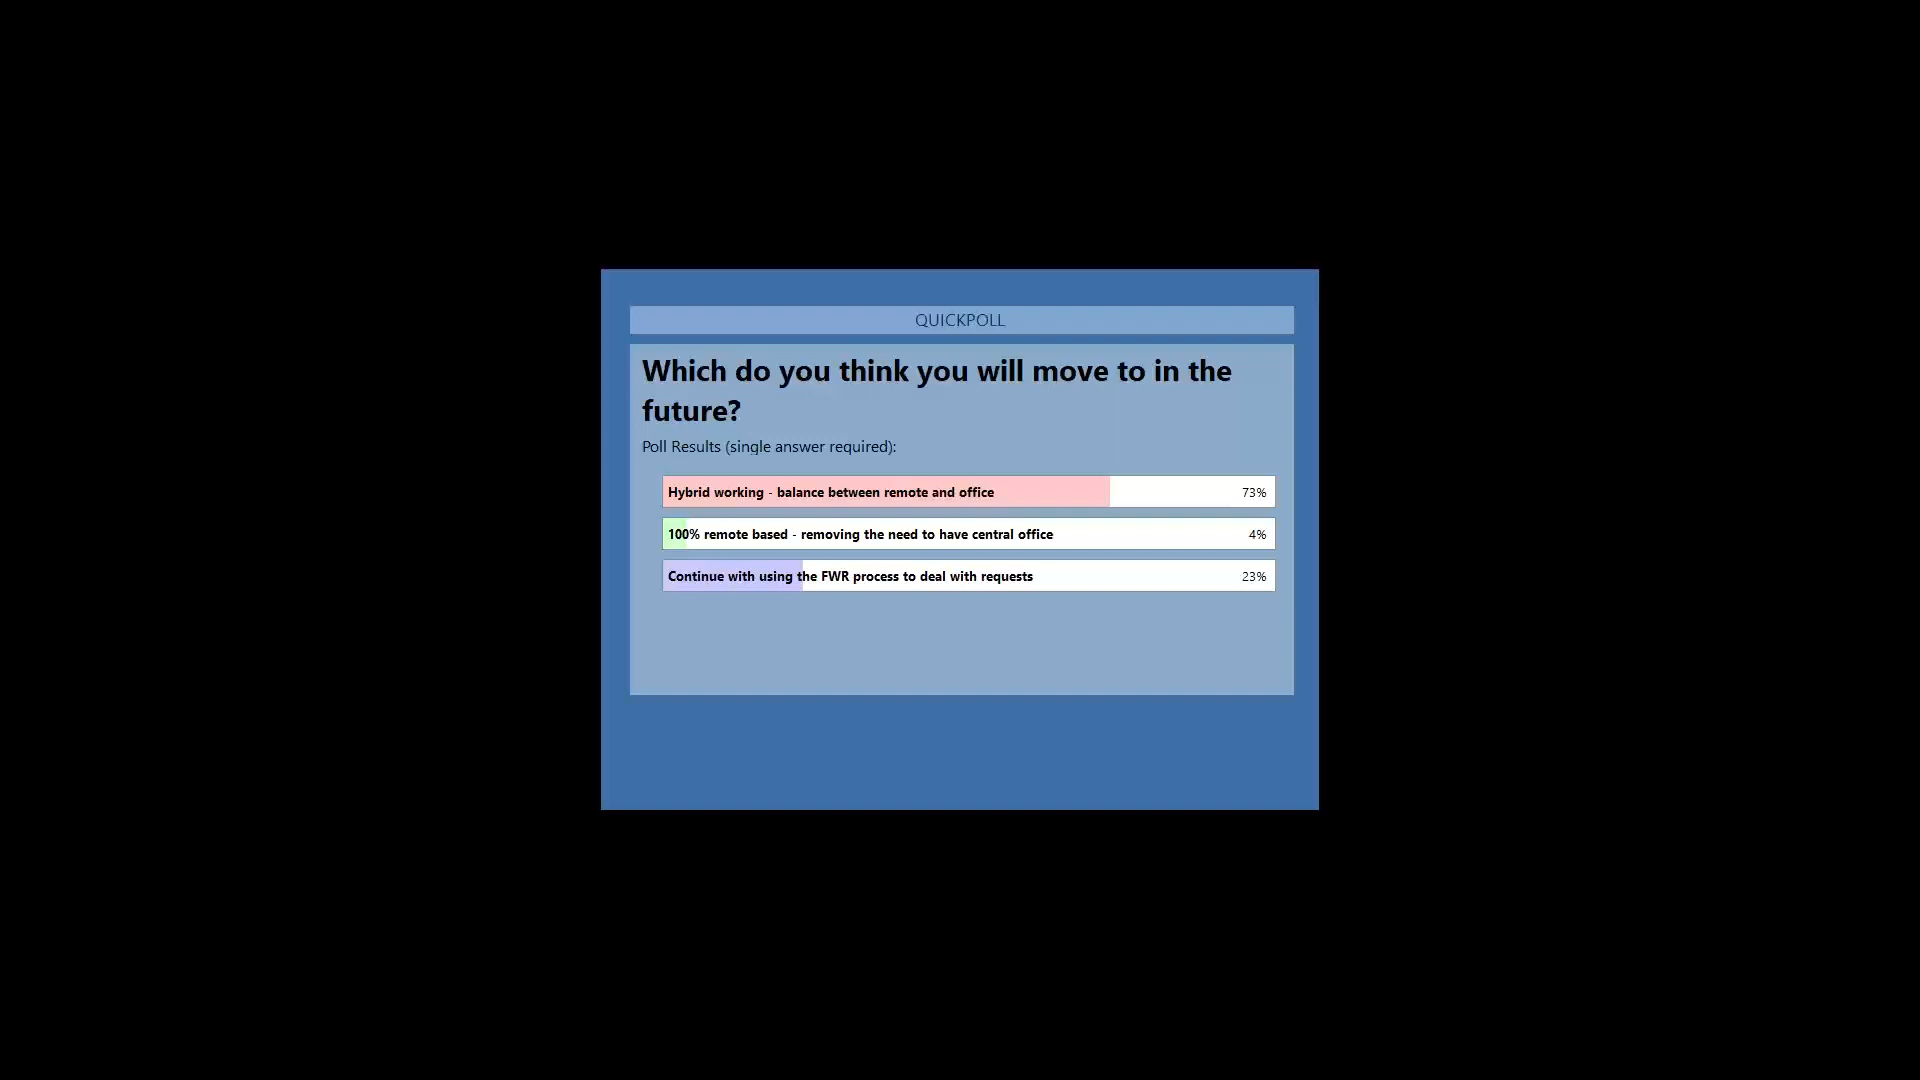 QUICKPOLL
Which do you think you will move to in the
future?
Poll Results (single answer required):
Hybrid working - balance between remote and office 73%
100% remote based - removing the need to have central office 4%
Continue with using the FWR process to deal with requests 23%